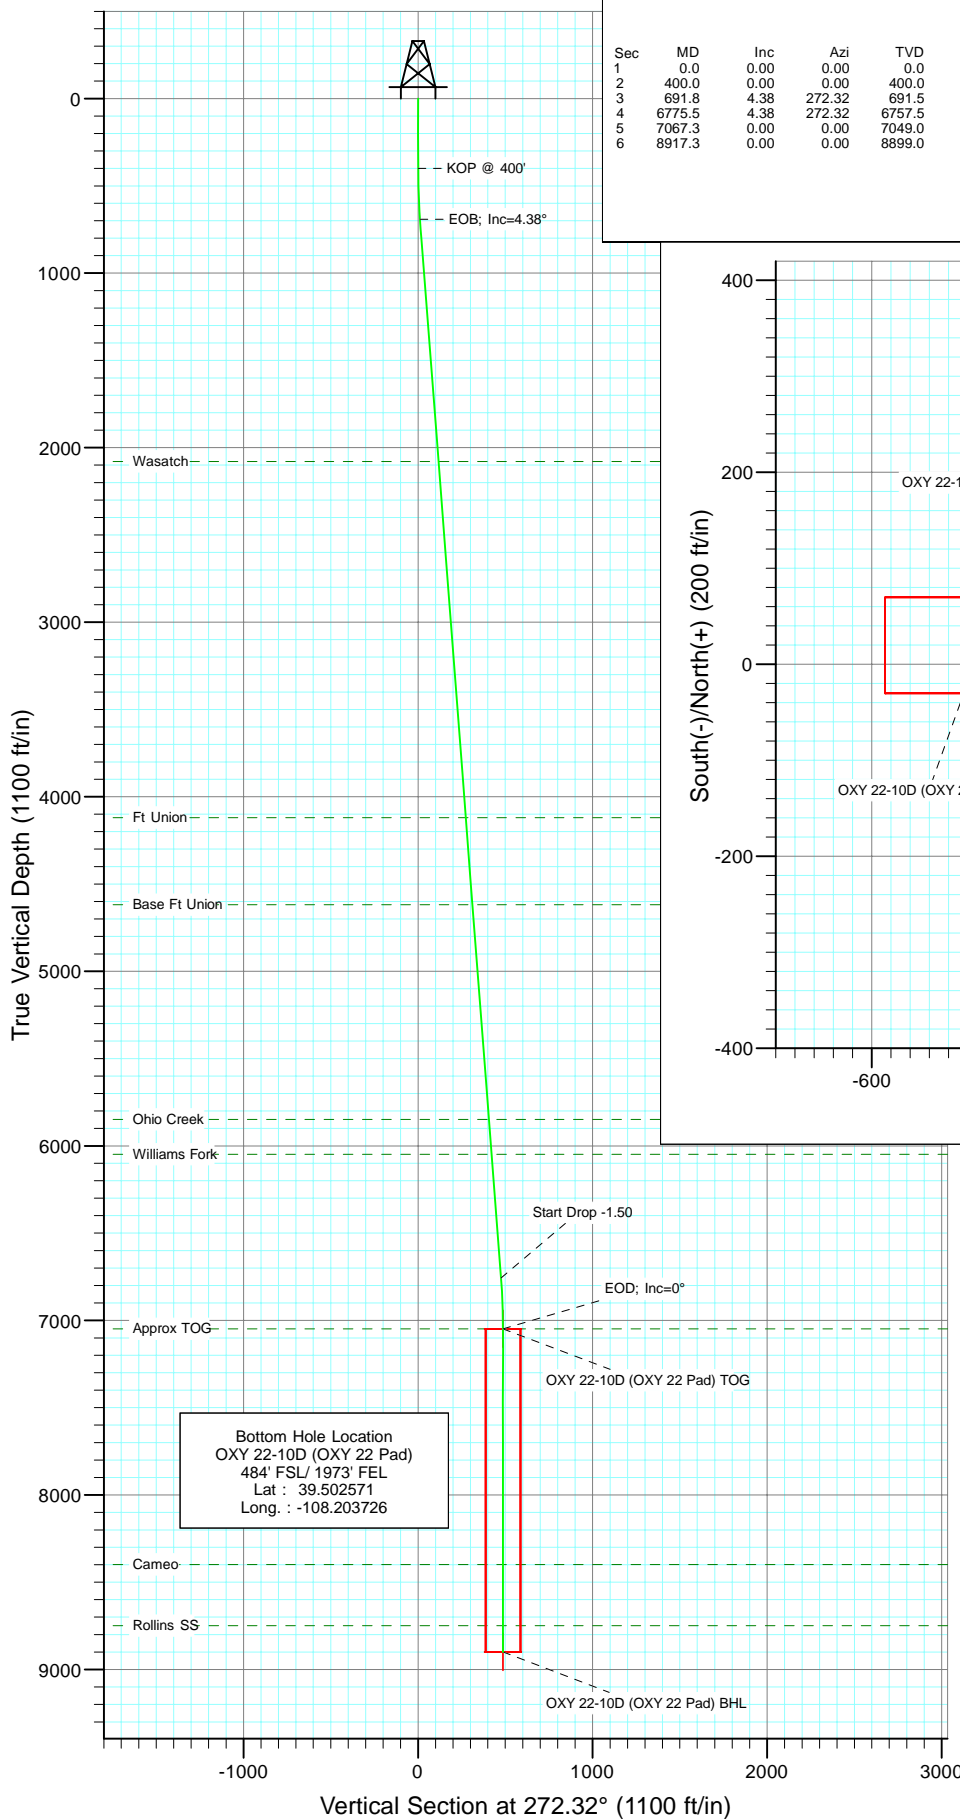 Sec MD Inc Azi TVD
1 0.0 0.00 0.00 0.0
2 400.0 0.00 0.00 400.0
3 691.8 4.38 272.32 691.5
4 6775.5 4.38 272.32 6757.5
5 7067.3 0.00 0.00 7049.0
6 8917.3 0.00 0.00 8899.0
0
KOP @ 400'
EOB; Inc=4.38°
1000
2000
Wasatch
3000
4000
Ft Union
Base Ft Union
5000
Ohio Creek
6000
Williams Fork
Start Drop -1.50
EOD; Inc=0°
7000
Approx TOG
OXY 22-10D (OXY 22 Pad) TOG
Bottom Hole Location
OXY 22-10D (OXY 22 Pad)
484' FSL/ 1973' FEL
Lat : 39.502571
Long. : -108.203726
8000
Cameo
Rollins SS
9000
OXY 22-10D (OXY 22 Pad) BHL
True Vertical Depth (1100 ft/in)
-1000 0 1000 2000 3000
Vertical Section at 272.32° (1100 ft/in)
400
200
OXY 22-1
0
OXY 22-10D (OXY 2
-200
-400
-600
South(-)/North(+) (200 ft/in)